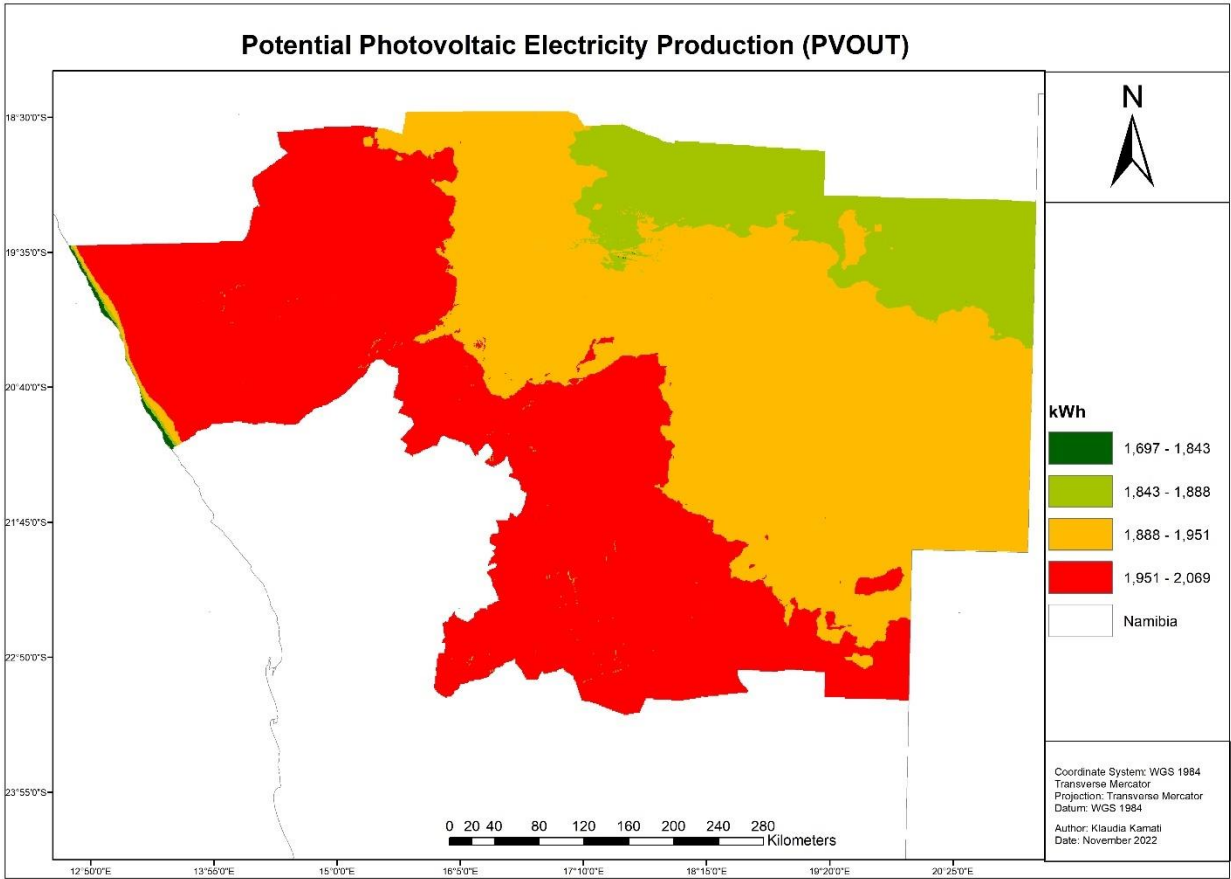 Potential Photovoltaic Electricity Production (PVOUT)
N
18°30'0"S
19°35'0"S
20°40'0"S
21°45'0"S
22°50'0"S
23°55'0"S
kWh
1,697 - 1,843
1,843 - 1,888
1,888 - 1,951
1,951 - 2,069
Namibia
0 20 40 80 120 160 200 240 280
Kilometers
12°50'0"E 13°55'0"E 15°0'0"E 16°5'0"E 17°10'0"E 18°15'0"E 19°20'0"E 20°25'0"E
Coordinate System: WGS 1984
Transverse Mercator
Projection: Transverse Mercator
Datum: WGS 1984
Author: Klaudia Kamati
Date: November 2022